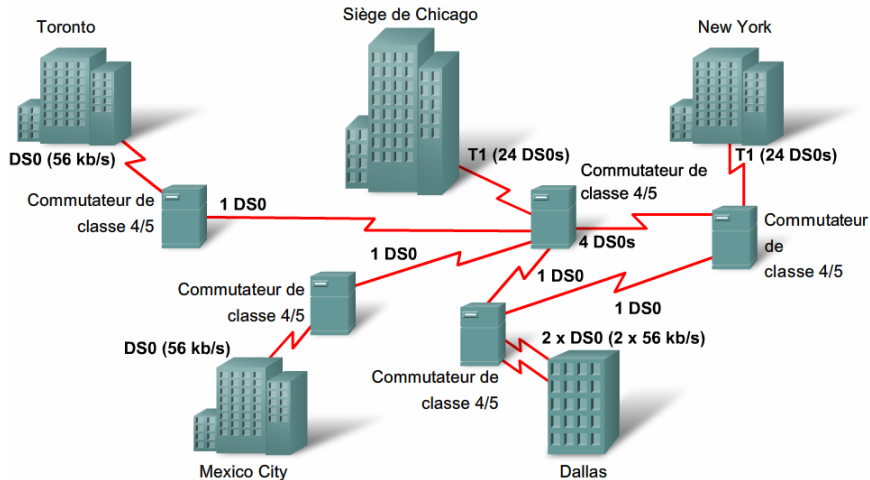 Toronto
Siège de Chicago
New York
DS0 (56 kb/s)
T1 (24 DS0s)
T1 (24 DS0s)
Commutateur de
classe 4/5
Commutateur de
classe 4/5
1 DS0
4 DS0s
Commutateur
de
classe 4/5
1 DS0
1 DS0
Commutateur de
classe 4/5
1 DS0
DS0 (56 kb/s)
2 x DS0 (2 x 56 kb/s)
Commutateur de
classe 4/5
Mexico City
Dallas